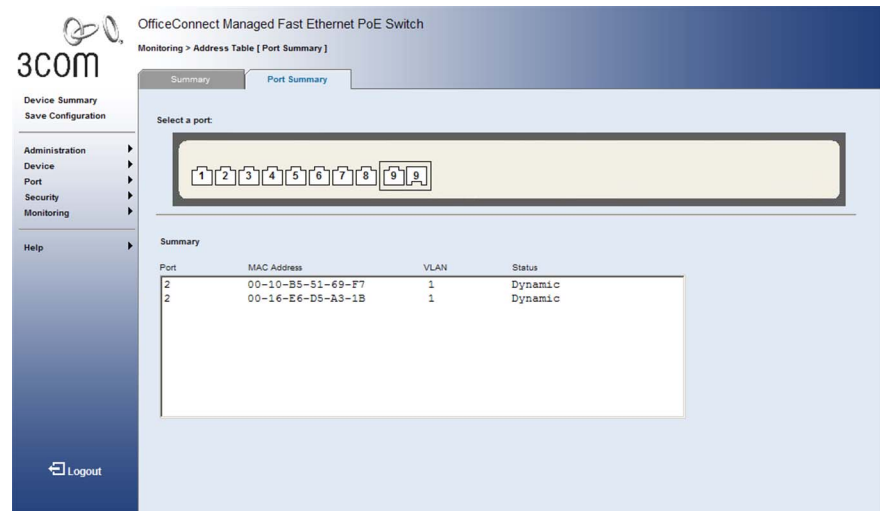 OfficeConnect Managed Fast Ethernet PoE Switch
Monitoring > Address Table [ Port Summary ]
3COM
Summary Port Summary
Device Summary
Save Configuration
Administration
Device
Port
Security
Monitoring
Help
Logout
Select a port:
1 2 3 4 5 6 7 8 9 9
Summary
Port MAC Address VLAN Status
2 00-10-B5-51-69-F7 1 Dynamic
2 00-16-E6-D5-A3-1B 1 Dynamic